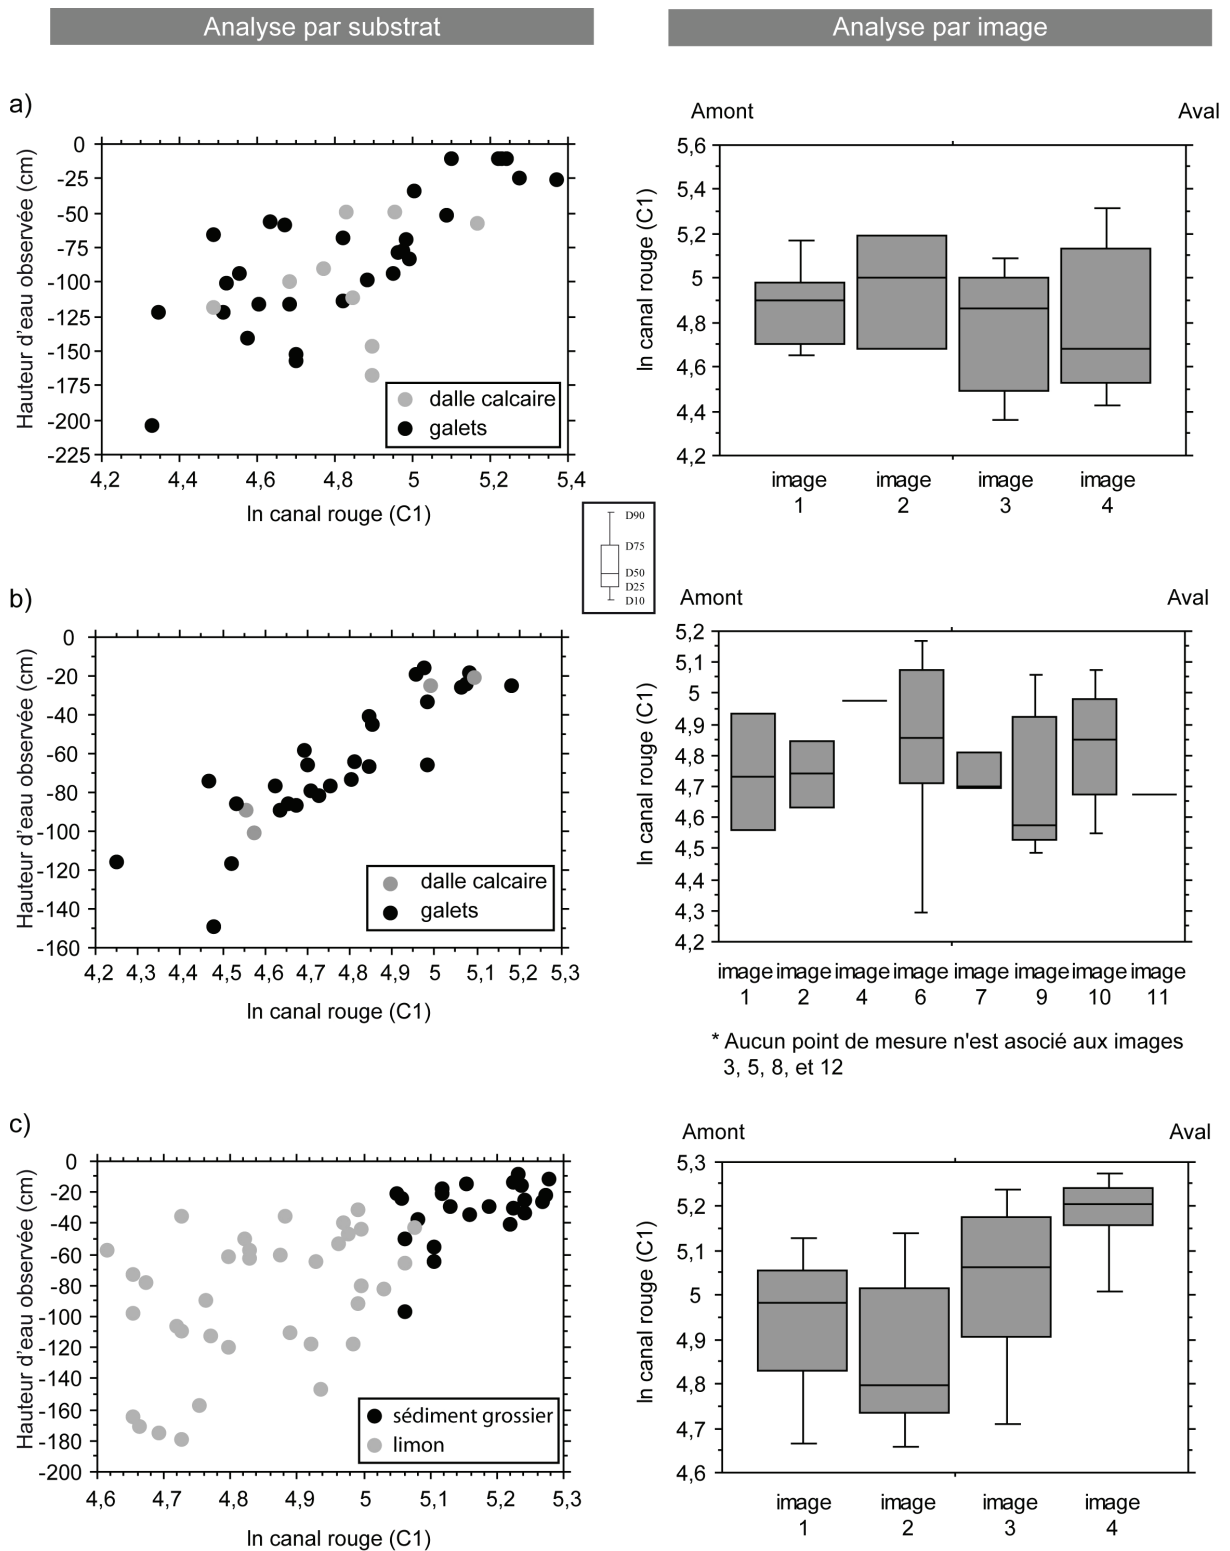 Analyse par substrat
Analyse par image
a)
Amont
Aval
Hauteur d'eau observée (cm)
0
-25
-50
-75
-100
-125
-150
-175
-200
-225
dalle calcaire
galets
4,2
4,4
4,6
4,8
5
5,2
5,4
ln canal rouge (C1)
ln canal rouge (C1)
5,6
5,4
5,2
5
4,8
4,6
4,4
4,2
image 1
image 2
image 3
image 4
D90
D75
D50
D25
D10
b)
Amont
Aval
Hauteur d'eau observée (cm)
0
-20
-40
-60
-80
-100
-120
-140
-160
dalle calcaire
galets
4,2
4,3
4,4
4,5
4,6
4,7
4,8
4,9
5
5,1
5,2
5,3
ln canal rouge (C1)
ln canal rouge (C1)
5,2
5,1
5
4,9
4,8
4,7
4,6
4,5
4,4
4,3
4,2
image 1
image 2
image 4
image 6
image 7
image 9
image 10
image 11
* Aucun point de mesure n'est asocié aux images
3, 5, 8, et 12
c)
Amont
Aval
Hauteur d'eau observée (cm)
0
-20
-40
-60
-80
-100
-120
-140
-160
-180
-200
sédiment grossier
limon
4,6
4,7
4,8
4,9
5
5,1
5,2
5,3
ln canal rouge (C1)
ln canal rouge (C1)
5,3
5,2
5,1
5
4,9
4,8
4,7
4,6
image 1
image 2
image 3
image 4